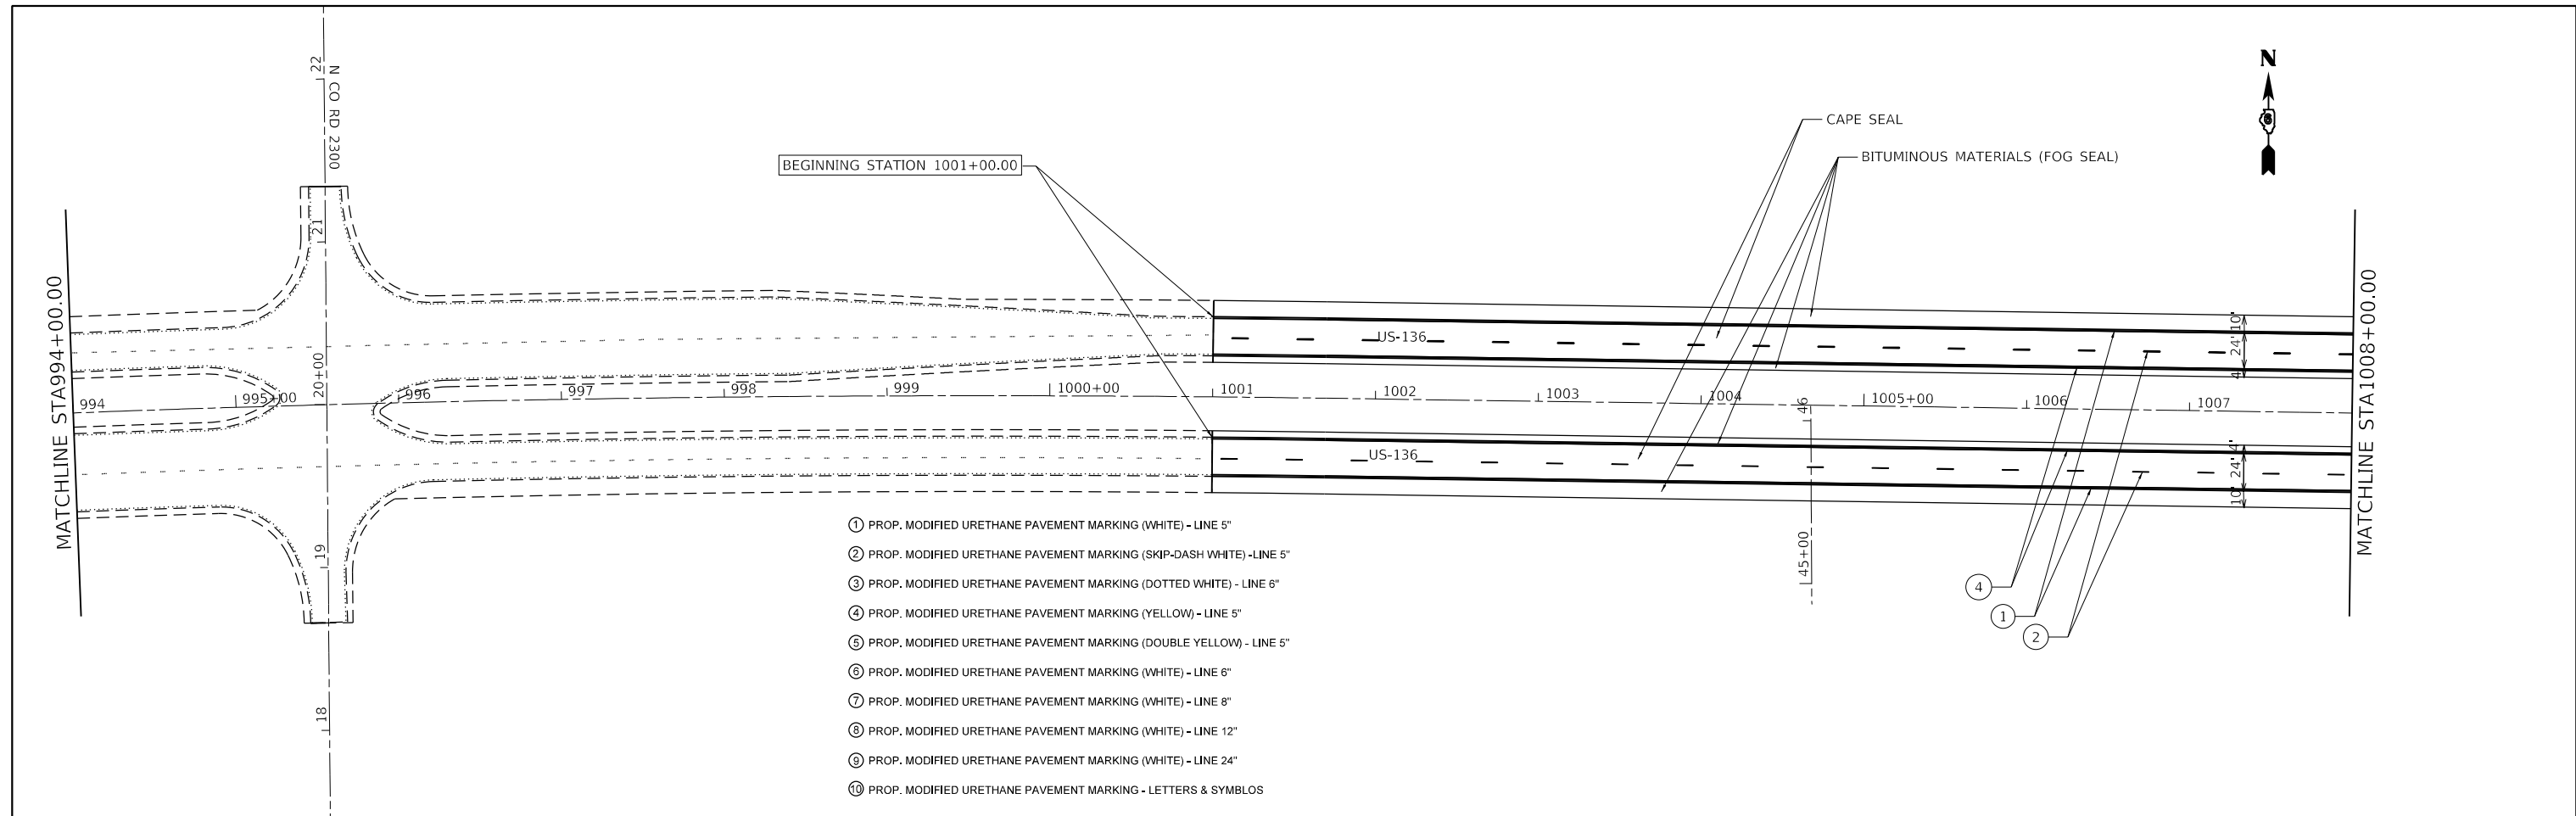 22
N CO RD 2300
N
6
CAPE SEAL
BITUMINOUS MATERIALS (FOG SEAL)
BEGINNING STATION 1001+00.00
21
MATCHLINE STA994+00.00
MATCHLINE STA1008+00.00
US-136
10'
24'
4'
20+00
994
995+00
996
997
998
999
1000+00
1001
1002
1003
1004
1005+00
1006
1007
46
US-136
4'
24'
10'
19
45+00
18
4
1
2
1 PROP. MODIFIED URETHANE PAVEMENT MARKING (WHITE) - LINE 5"
2 PROP. MODIFIED URETHANE PAVEMENT MARKING (SKIP-DASH WHITE) -LINE 5"
3 PROP. MODIFIED URETHANE PAVEMENT MARKING (DOTTED WHITE) - LINE 6"
4 PROP. MODIFIED URETHANE PAVEMENT MARKING (YELLOW) - LINE 5"
5 PROP. MODIFIED URETHANE PAVEMENT MARKING (DOUBLE YELLOW) - LINE 5"
6 PROP. MODIFIED URETHANE PAVEMENT MARKING (WHITE) - LINE 6"
7 PROP. MODIFIED URETHANE PAVEMENT MARKING (WHITE) - LINE 8"
8 PROP. MODIFIED URETHANE PAVEMENT MARKING (WHITE) - LINE 12"
9 PROP. MODIFIED URETHANE PAVEMENT MARKING (WHITE) - LINE 24"
10 PROP. MODIFIED URETHANE PAVEMENT MARKING - LETTERS & SYMBLOS